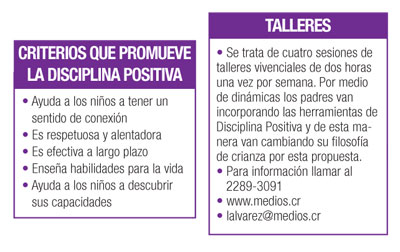 CRITERIOS QUE PROMUEVE
LA DISCIPLINA POSITIVA
• Ayuda a los niños a tener un
sentido de conexión
• Es respetuosa y alentadora
• Es efectiva a largo plazo
• Enseña habilidades para la vida
• Ayuda a los niños a descubrir
sus capacidades
TALLERES
• Se trata de cuatro sesiones de
talleres vivenciales de dos horas
una vez por semana. Por medio
de dinámicas los padres van
incorporando las herramientas de
Disciplina Positiva y de esta ma-
nera van cambiando su filosofía
de crianza por esta propuesta.
• Para información llamar al
2289-3091
• www.medios.cr
• lalvarez@medios.cr